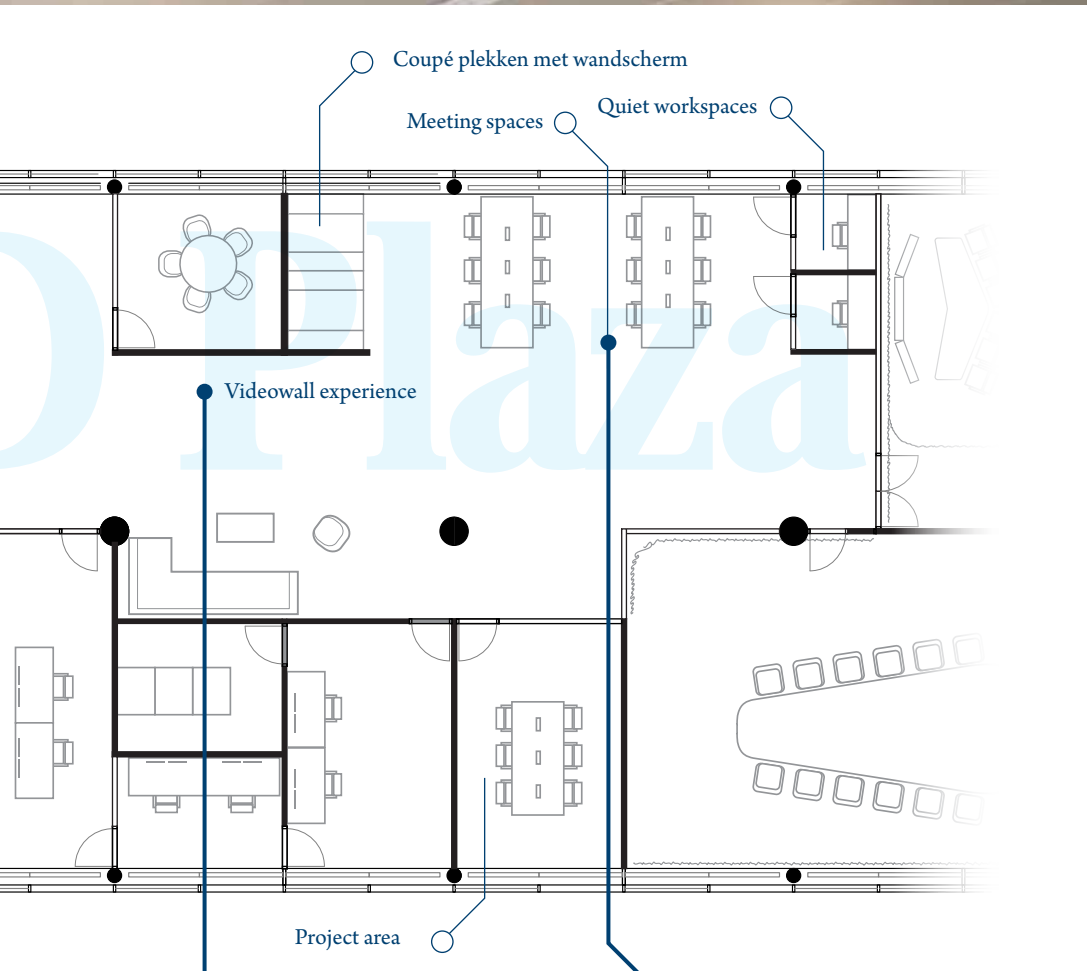 Coupé plekken met wandscherm
Quiet workspaces
Meeting spaces
O Plaza
Videowall experience
Project area